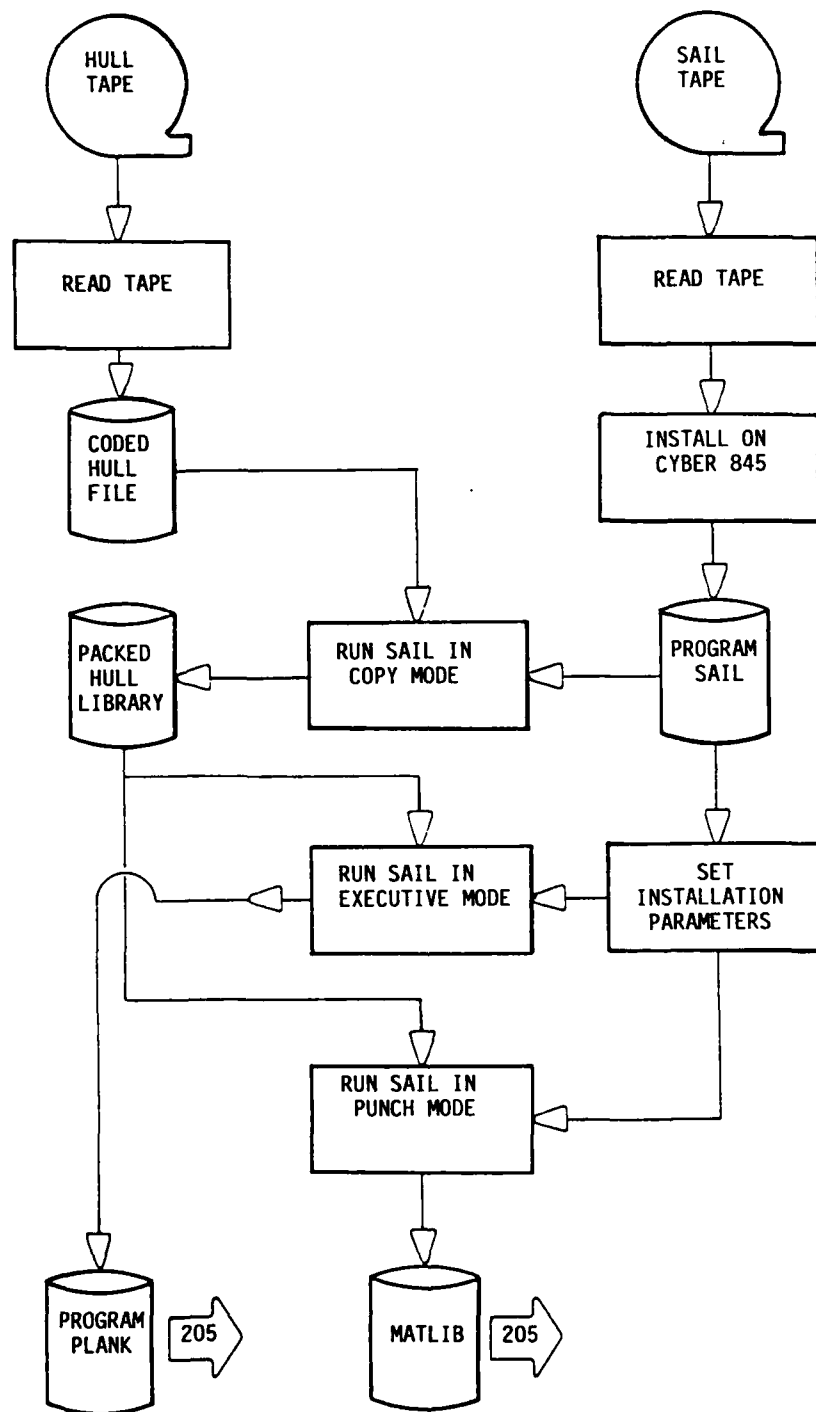 HULL
TAPE
SAIL
TAPE
READ TAPE
READ TAPE
CODED
HULL
FILE
INSTALL ON
CYBER 845
PACKED
HULL
LIBRARY
RUN SAIL IN
COPY MODE
PROGRAM
SAIL
RUN SAIL IN
EXECUTIVE MODE
SET
INSTALLATION
PARAMETERS
RUN SAIL IN
PUNCH MODE
PROGRAM
PLANK
205
MATLIB
205